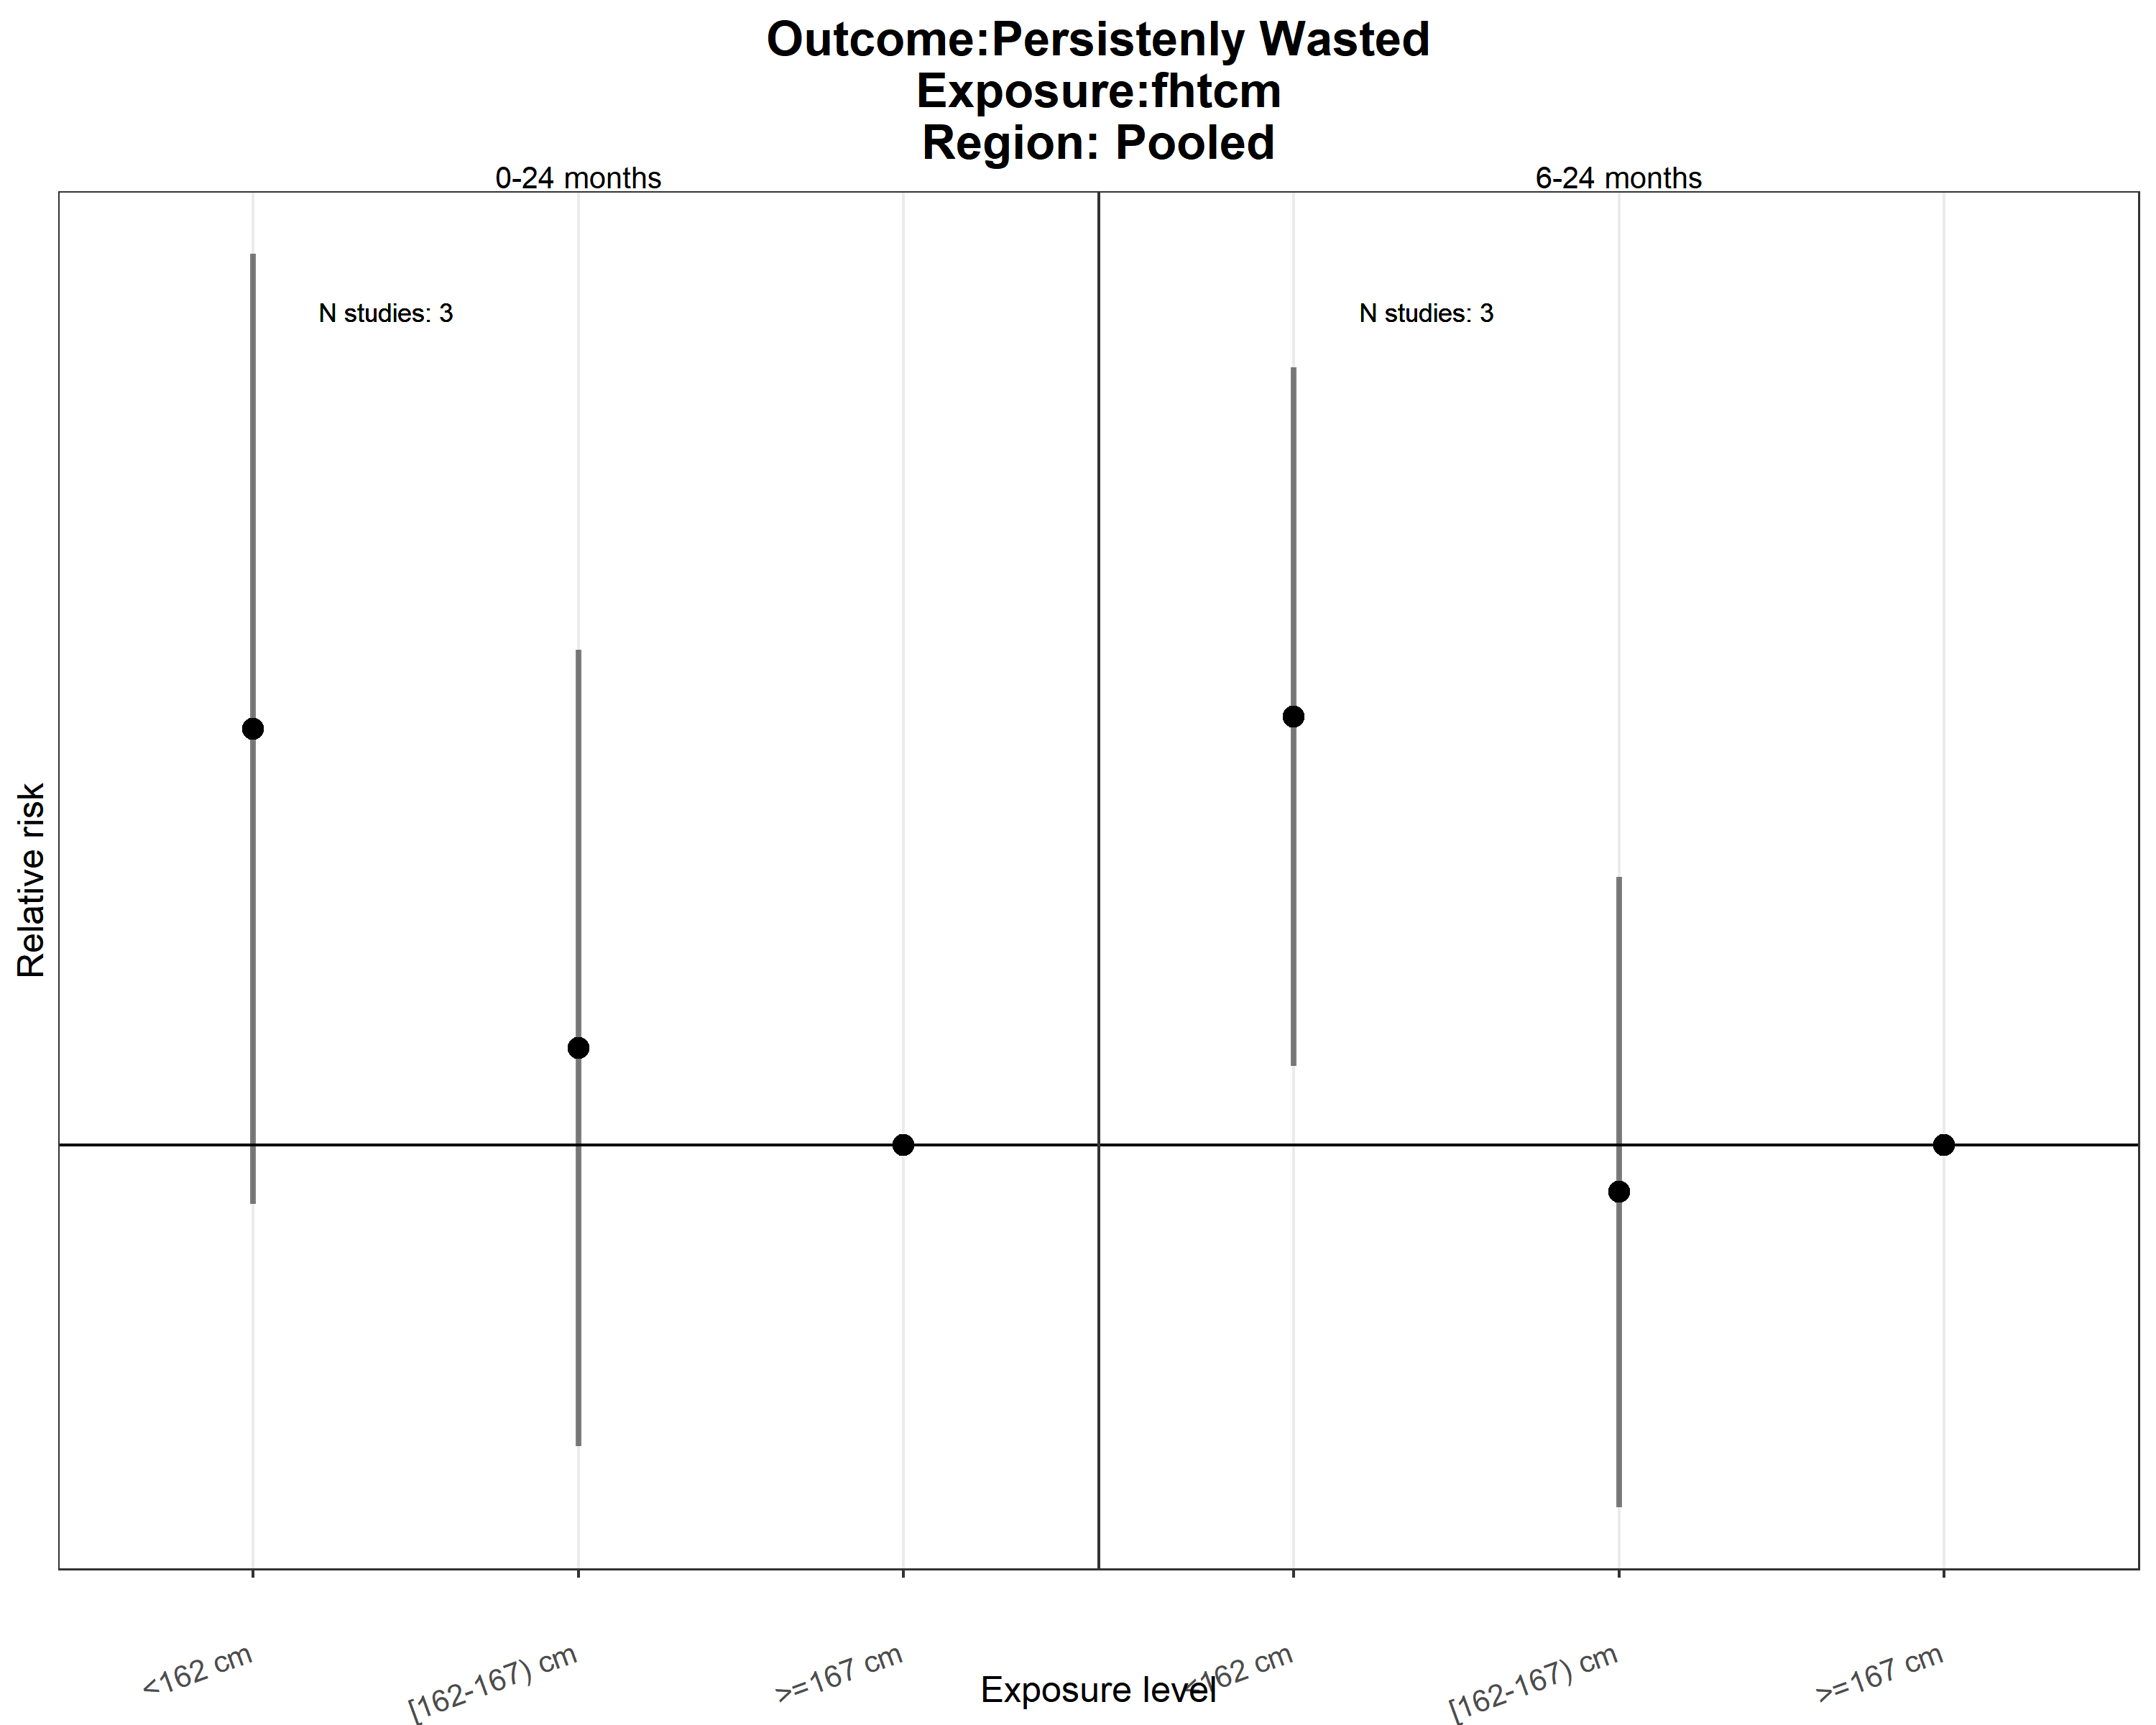 Outcome:Persistenly Wasted
Exposure:fhtcm
Region: Pooled
0-24 months
6-24 months
N studies: 3
N studies: 3
Relative risk
<162 cm
[162-167) cm
>=167 cm
<162 cm
[162-167) cm
>=167 cm
Exposure level